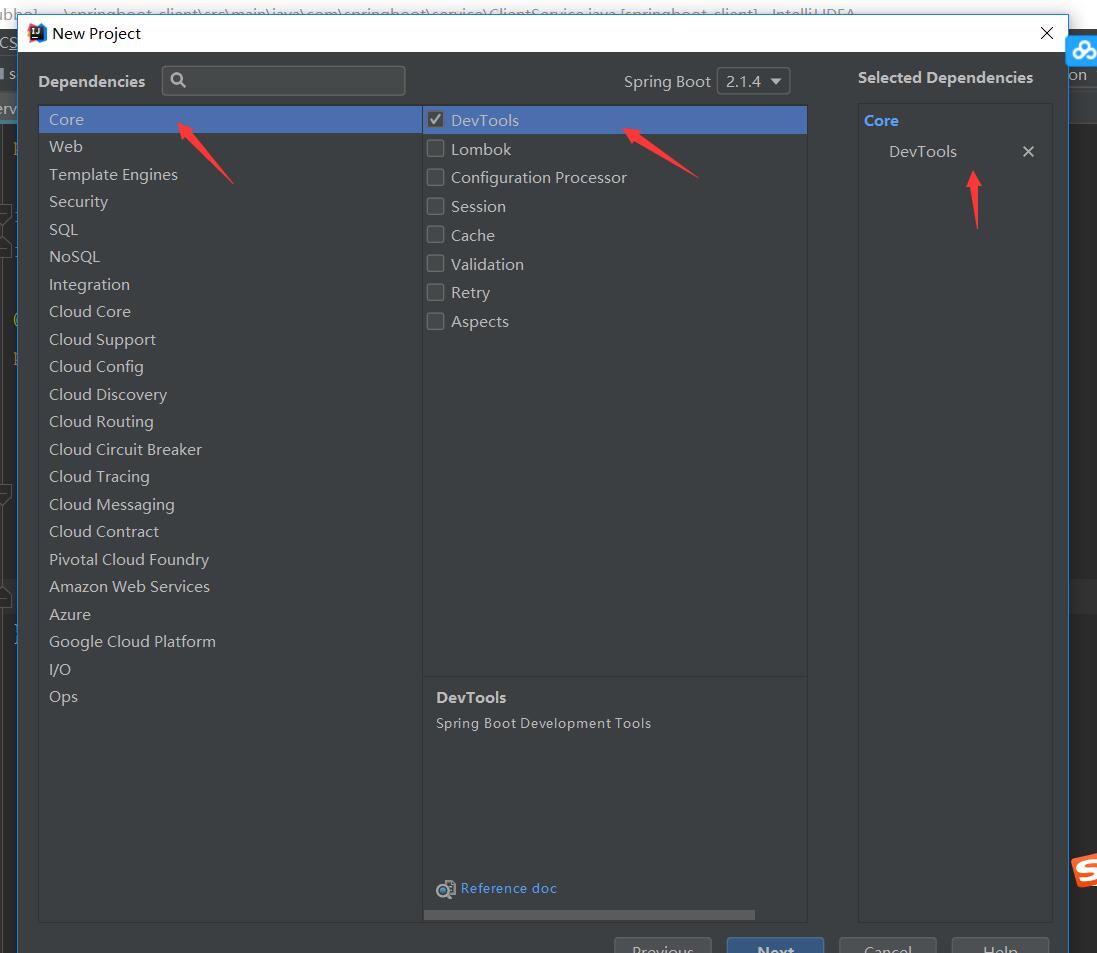 New Project
Dependencies
Spring Boot 2.1.4
Selected Dependencies
Core
Web
Template Engines
Security
SQL
NoSQL
Integration
Cloud Core
Cloud Support
Cloud Config
Cloud Discovery
Cloud Routing
Cloud Circuit Breaker
Cloud Tracing
Cloud Messaging
Cloud Contract
Pivotal Cloud Foundry
Amazon Web Services
Azure
Google Cloud Platform
I/O
Ops
DevTools
Lombok
Configuration Processor
Session
Cache
Validation
Retry
Aspects
DevTools
Spring Boot Development Tools
Reference doc
Core
DevTools
Previous
Next
Cancel
Help